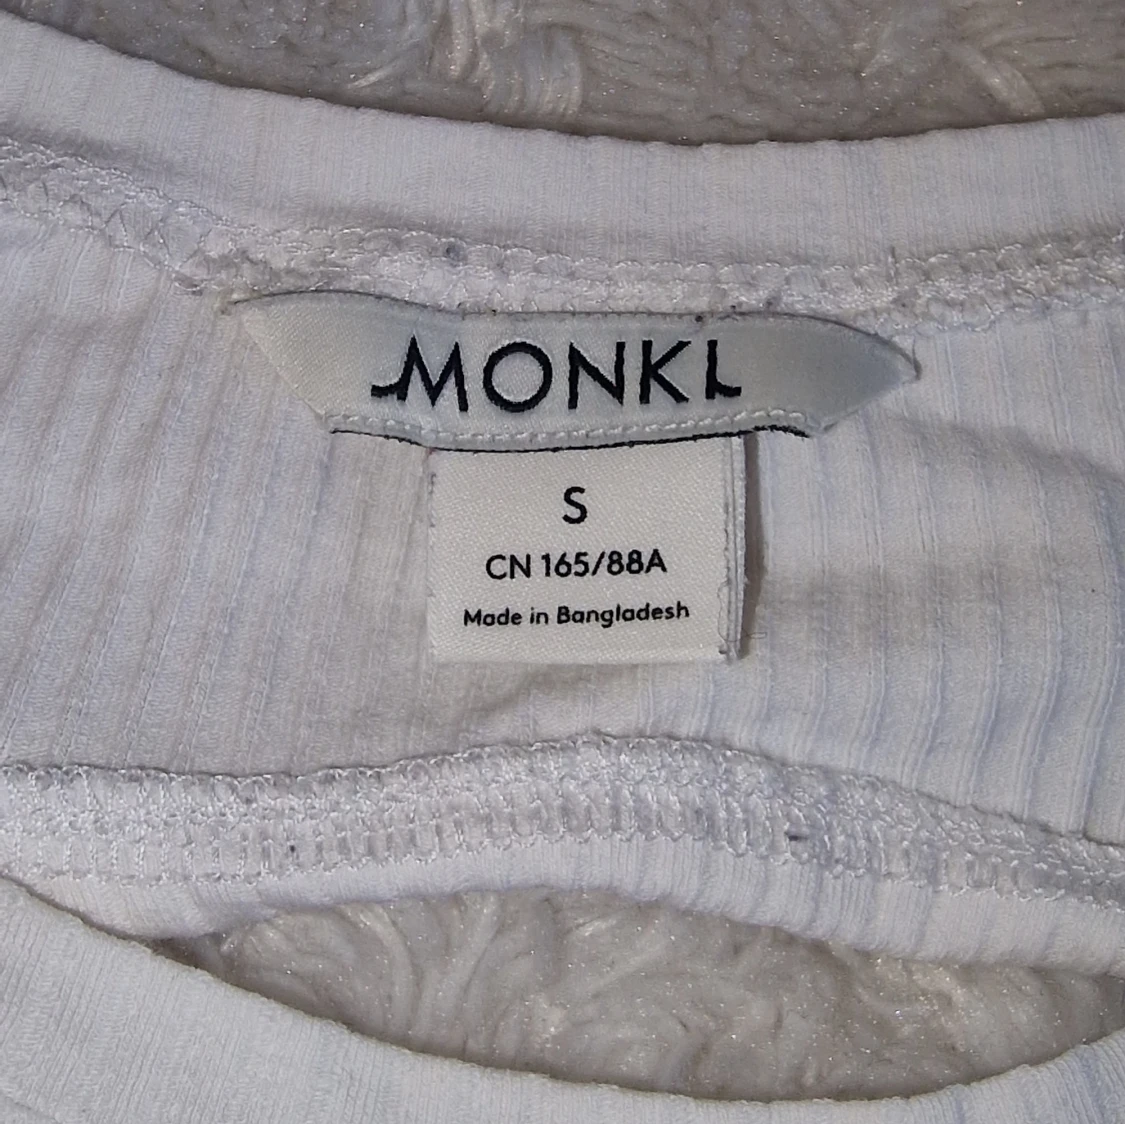 MONKI
S
CN 165/88A
Made in Bangladesh